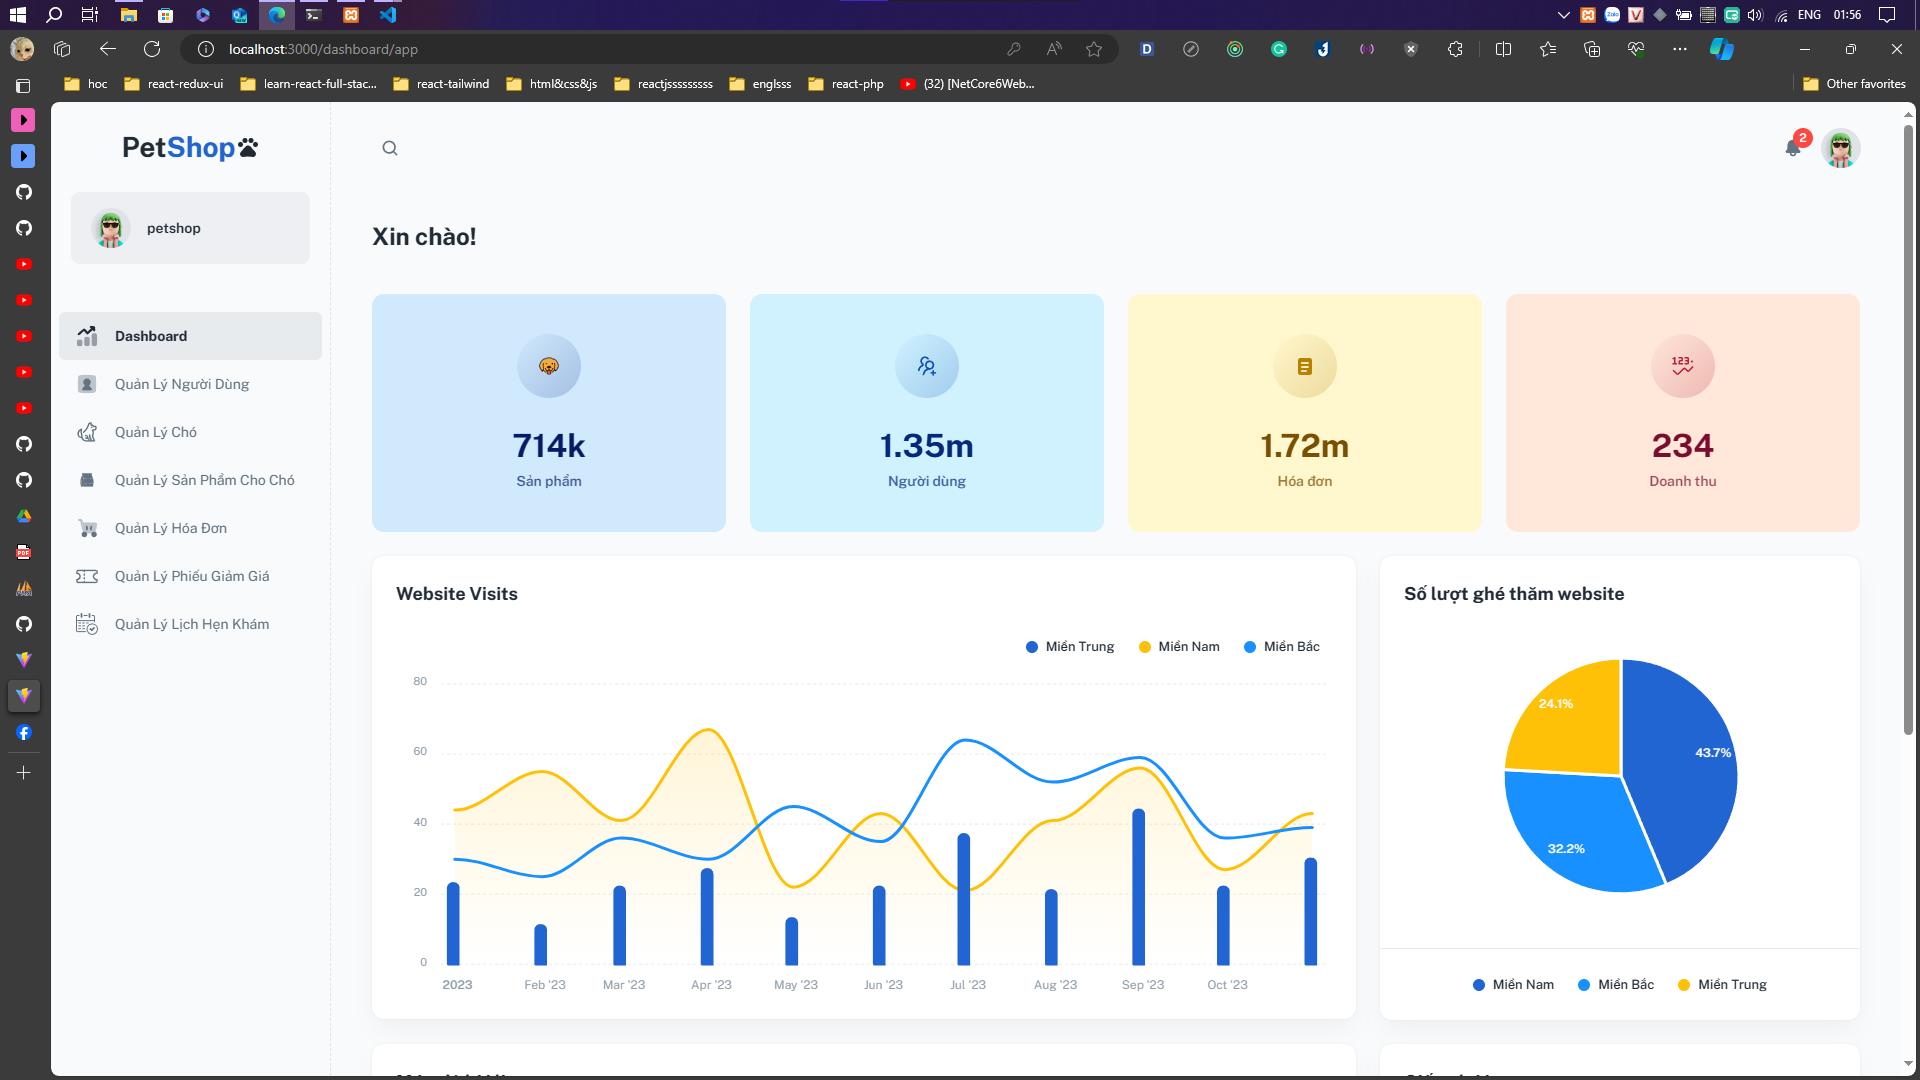 ENG 01:56
localhost:3000/dashboard/app
hoc react-redux-ui learn-react-full-stac... react-tailwind html&css&js reactjsssssssss englsss react-php (32) [NetCore6Web... Other favorites
PetShop
2
petshop
Xin chào!
Dashboard
Quản Lý Người Dùng
Quản Lý Chó
Quản Lý Sản Phẩm Cho Chó
Quản Lý Hóa Đơn
Quản Lý Phiếu Giảm Giá
Quản Lý Lịch Hẹn Khám
714k
Sản phẩm
1.35m
Người dùng
1.72m
Hóa đơn
123
234
Doanh thu
Website Visits
Miền Trung Miền Nam Miền Bắc
80
60
40
20
0
2023 Feb '23 Mar '23 Apr '23 May '23 Jun '23 Jul '23 Aug '23 Sep '23 Oct '23
Số lượt ghé thăm website
24.1%
43.7%
32.2%
Miền Nam Miền Bắc Miền Trung